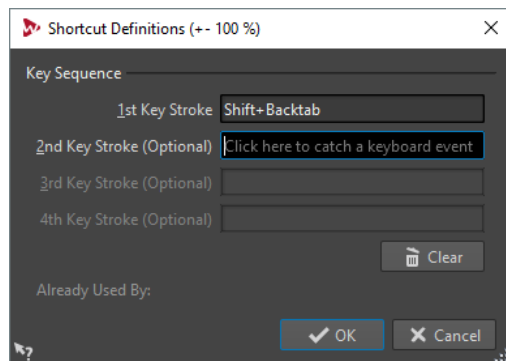 Shortcut Definitions (+- 100 %)
Key Sequence
1st Key Stroke Shift+Backtab
2nd Key Stroke (Optional) Click here to catch a keyboard event
3rd Key Stroke (Optional)
4th Key Stroke (Optional)
Clear
Already Used By:
OK Cancel